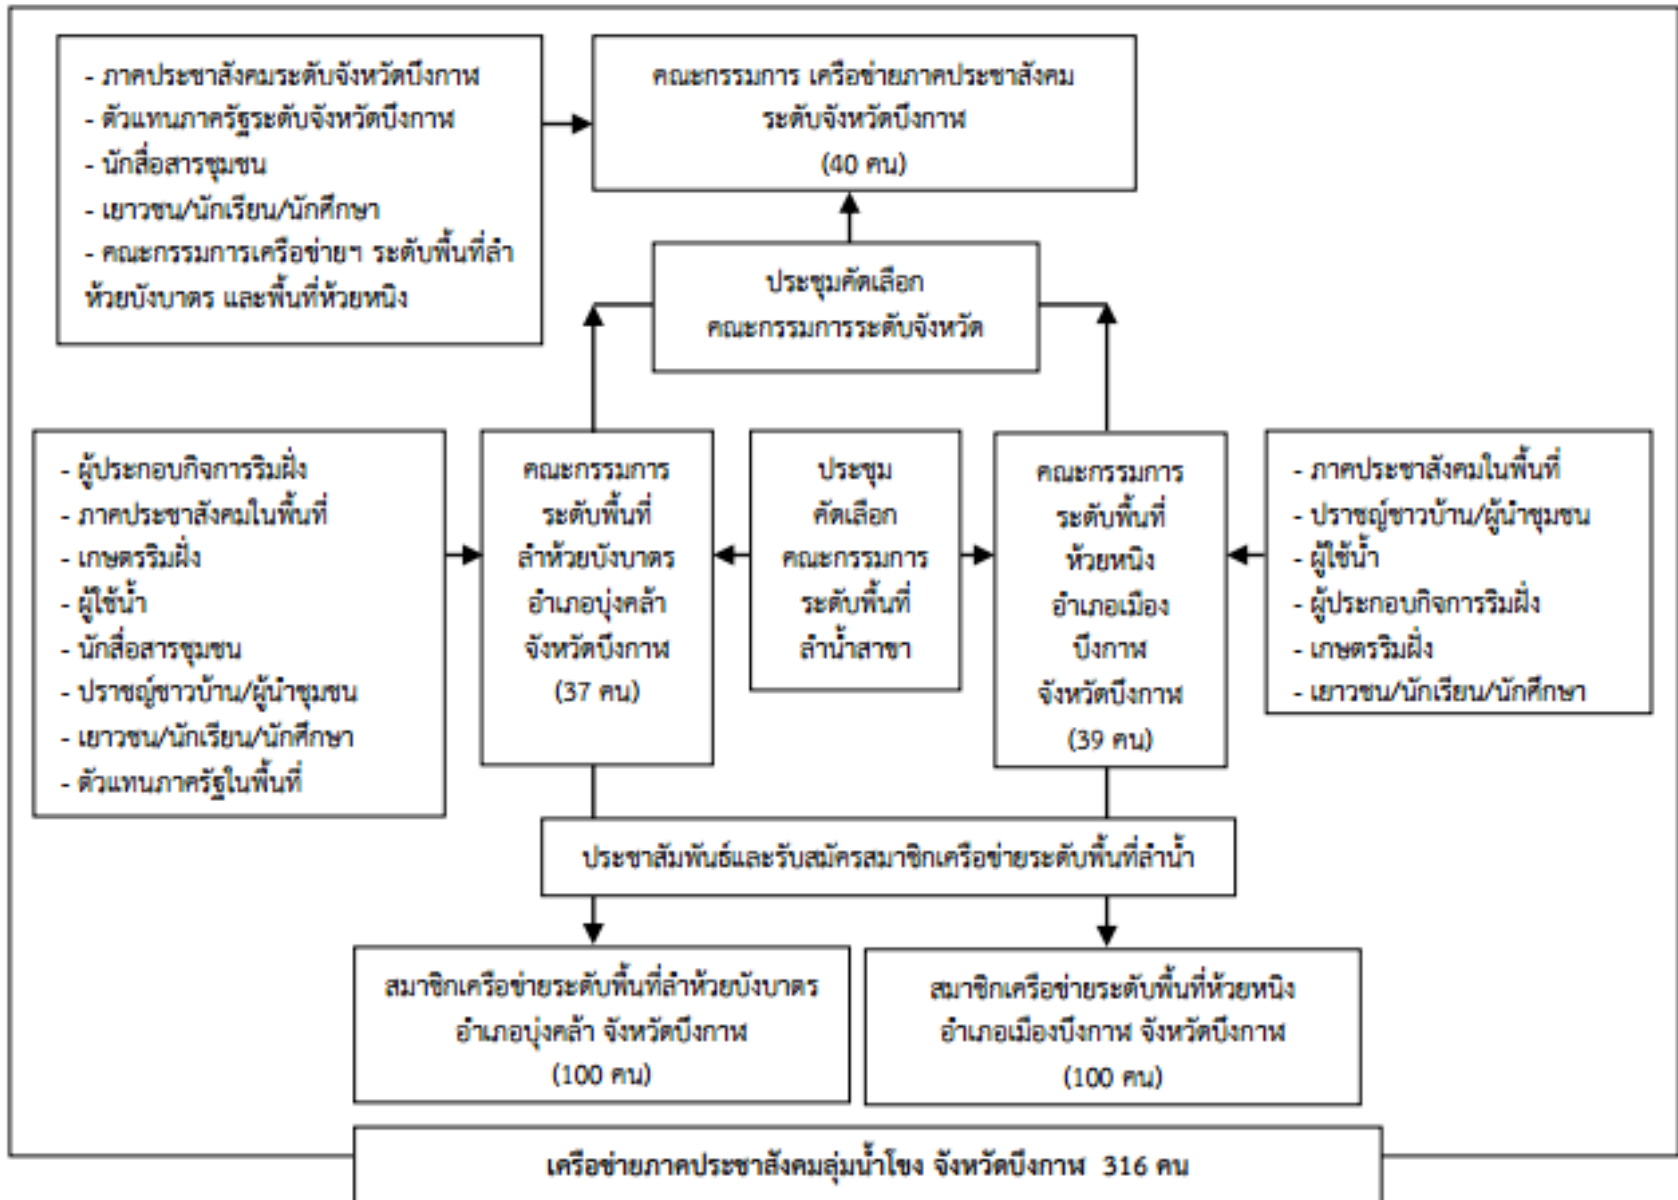 - ภาคประชาสังคมระดับจังหวัดบึงกาฬ
- ตัวแทนภาครัฐระดับจังหวัดบึงกาฬ
- นักสื่อสารชุมชน
- เยาวชน/นักเรียน/นักศึกษา
- คณะกรรมการเครือข่ายฯ ระดับพื้นที่ลำ
ห้วยบังบาตร และพื้นที่ห้วยหนิง
คณะกรรมการ เครือข่ายภาคประชาสังคม
ระดับจังหวัดบึงกาฬ
(40 คน)
ประชุมคัดเลือก
คณะกรรมการระดับจังหวัด
- ผู้ประกอบกิจการริมฝั่ง
- ภาคประชาสังคมในพื้นที่
- เกษตรริมฝั่ง
- ผู้ใช้น้ำ
- นักสื่อสารชุมชน
- ปราชญ์ชาวบ้าน/ผู้นำชุมชน
- เยาวชน/นักเรียน/นักศึกษา
- ตัวแทนภาครัฐในพื้นที่
คณะกรรมการ
ระดับพื้นที่
ลำห้วยบังบาตร
อำเภอบุ่งคล้า
จังหวัดบึงกาฬ
(37 คน)
ประชุม
คัดเลือก
คณะกรรมการ
ระดับพื้นที่
ลำน้ำสาขา
คณะกรรมการ
ระดับพื้นที่
ห้วยหนิง
อำเภอเมือง
บึงกาฬ
จังหวัดบึงกาฬ
(39 คน)
- ภาคประชาสังคมในพื้นที่
- ปราชญ์ชาวบ้าน/ผู้นำชุมชน
- ผู้ใช้น้ำ
- ผู้ประกอบกิจการริมฝั่ง
- เกษตรริมฝั่ง
- เยาวชน/นักเรียน/นักศึกษา
ประชาสัมพันธ์และรับสมัครสมาชิกเครือข่ายระดับพื้นที่ลำน้ำ
สมาชิกเครือข่ายระดับพื้นที่ลำห้วยบังบาตร
อำเภอบุ่งคล้า จังหวัดบึงกาฬ
(100 คน)
สมาชิกเครือข่ายระดับพื้นที่ห้วยหนิง
อำเภอเมืองบึงกาฬ จังหวัดบึงกาฬ
(100 คน)
เครือข่ายภาคประชาสังคมลุ่มน้ำโขง จังหวัดบึงกาฬ 316 คน